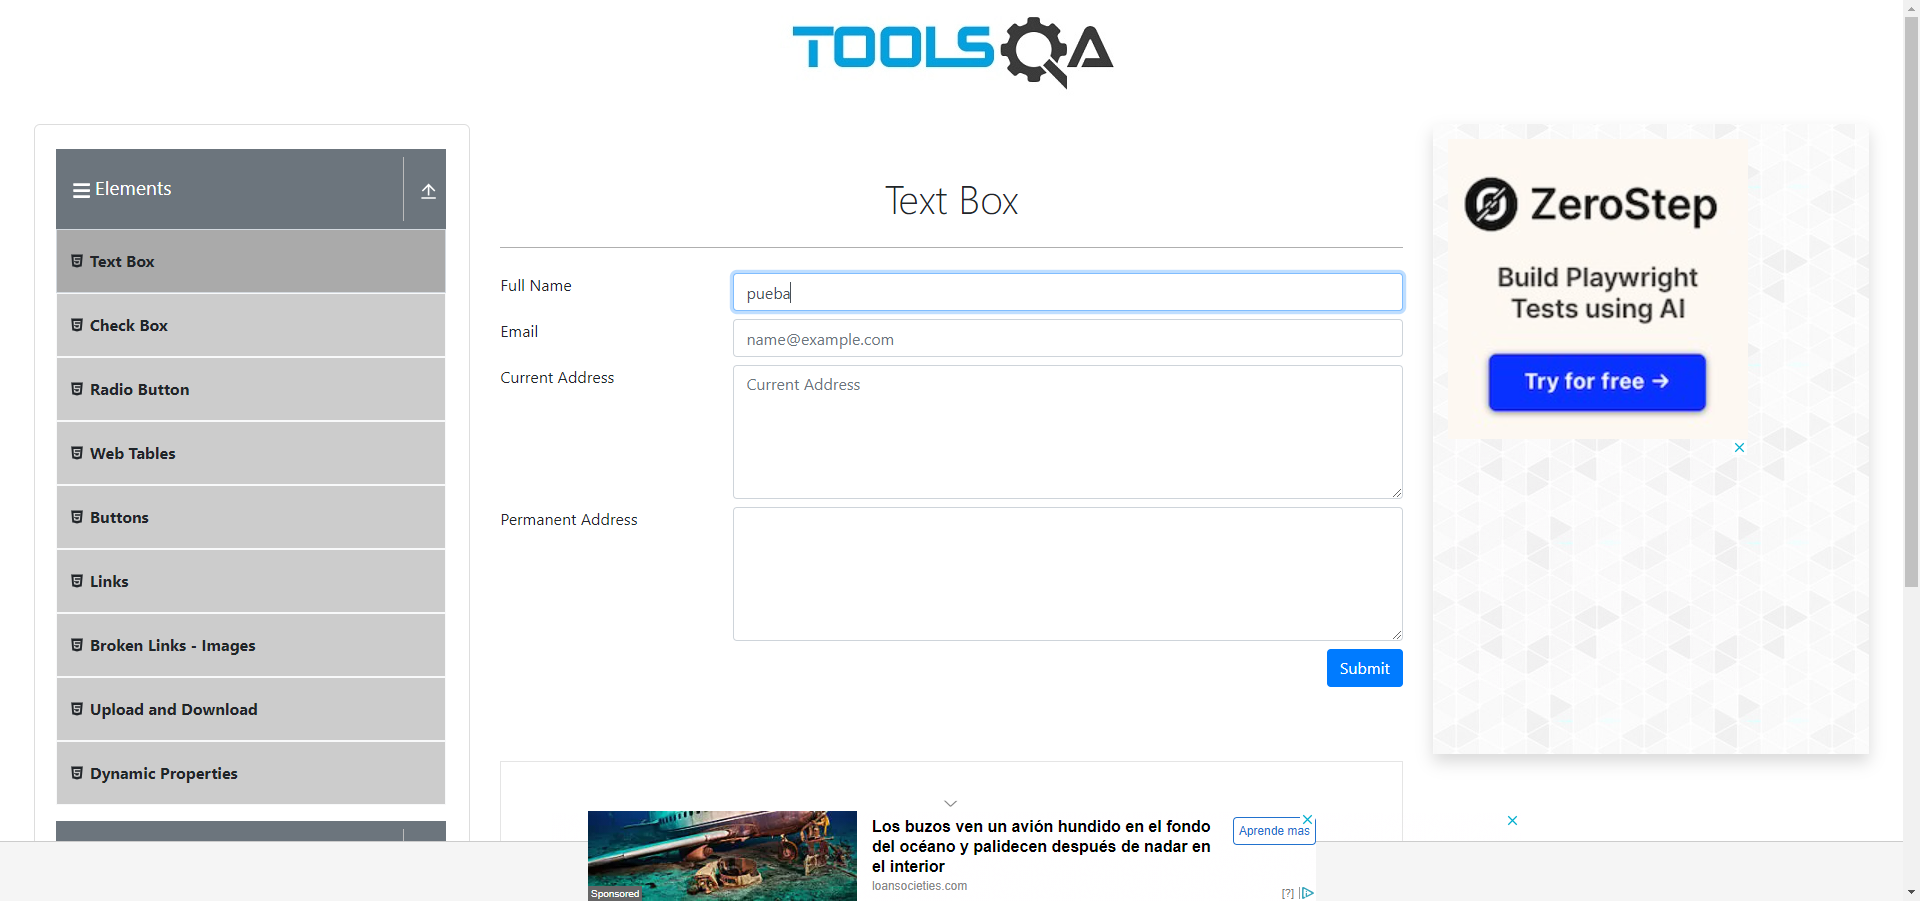 TOOLSQA
Elements
Text Box
Check Box
Radio Button
Web Tables
Buttons
Links
Broken Links - Images
Upload and Download
Dynamic Properties
Text Box
Full Name
pueba
Email
name@example.com
Current Address
Current Address
Permanent Address
Submit
ZeroStep
Build Playwright
Tests using AI
Try for free →
Los buzos ven un avión hundido en el fondo
del océano y palidecen después de nadar en
el interior
loansocieties.com
Aprende mas
Sponsored
[?]